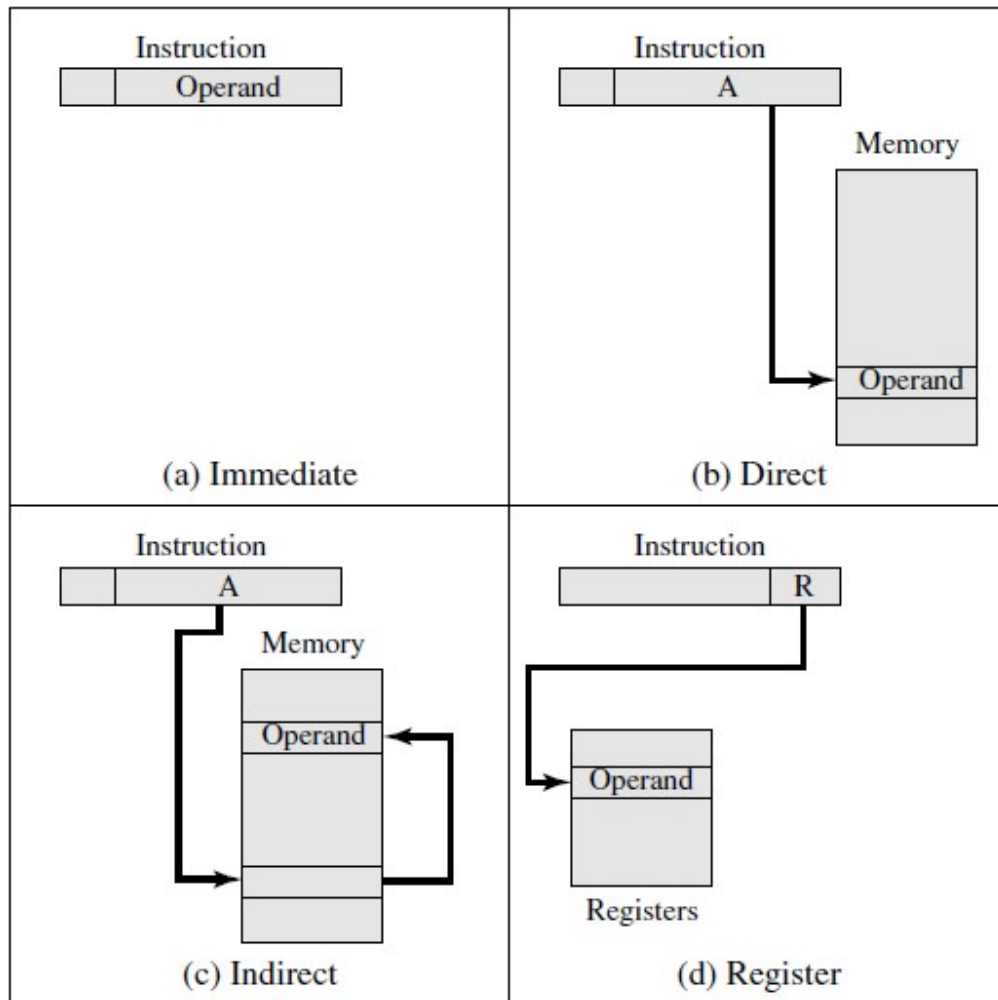 Instruction
Operand
(a) Immediate
Instruction
A
Memory
Operand
(b) Direct
Instruction
A
Memory
Operand
(c) Indirect
Instruction
R
Operand
Registers
(d) Register